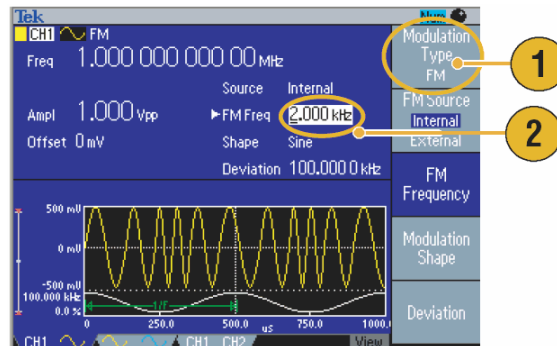 Tek
CH1 FM
Freq 1.000 000 000 00 MHz
Source Internal
Ampl 1.000 Vpp
►FM Freq 2.000 kHz
Offset 0 mV
Shape Sine
Deviation 100.000 0 kHz
500 mV
0 mV
-500 mV
100.000 kHz
0.0 %
1/F
0 250.0 500.0 us 750.0 1000.
CH1 CH1 CH2 View
Modulation
Type
FM
FM Source
Internal
External
FM
Frequency
Modulation
Shape
Deviation
1
2